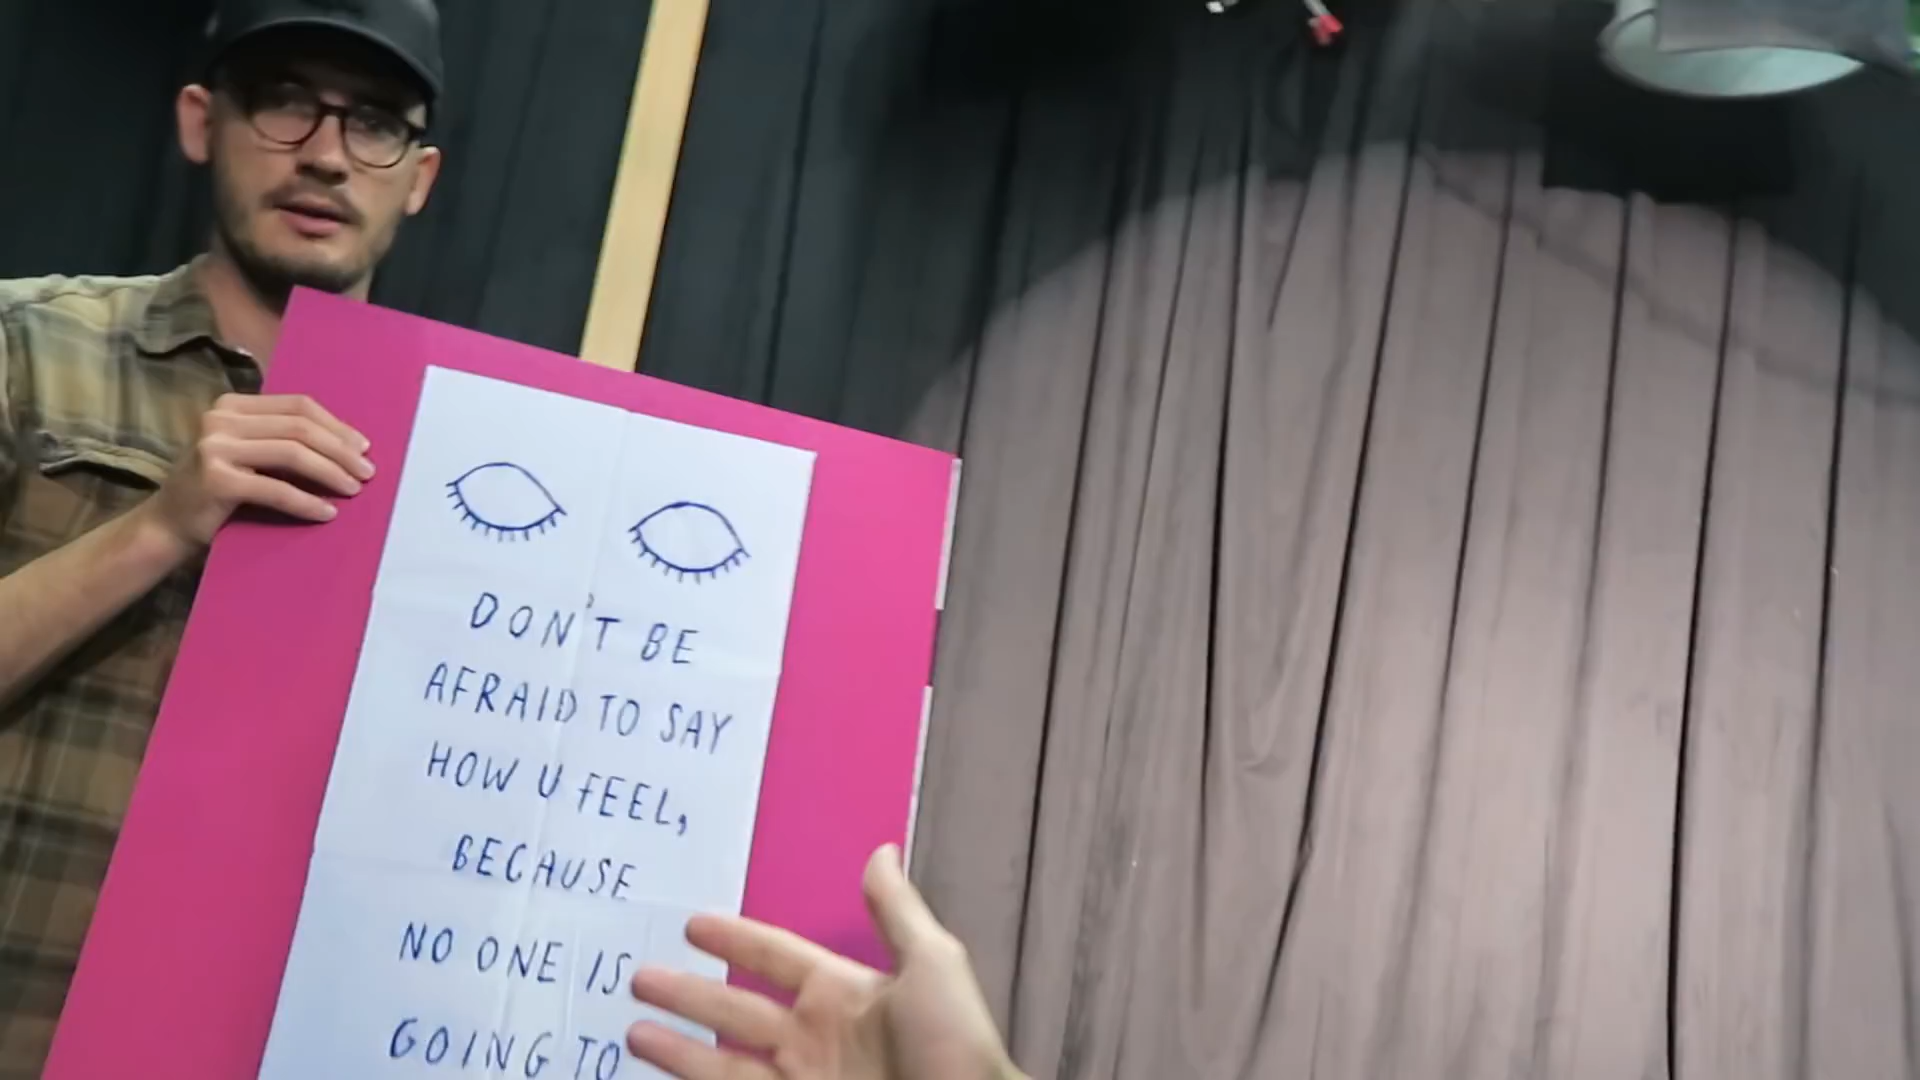 DON'T BE
AFRAID TO SAY
HOW U FEEL,
BECAUSE
NO ONE IS
GOING TO